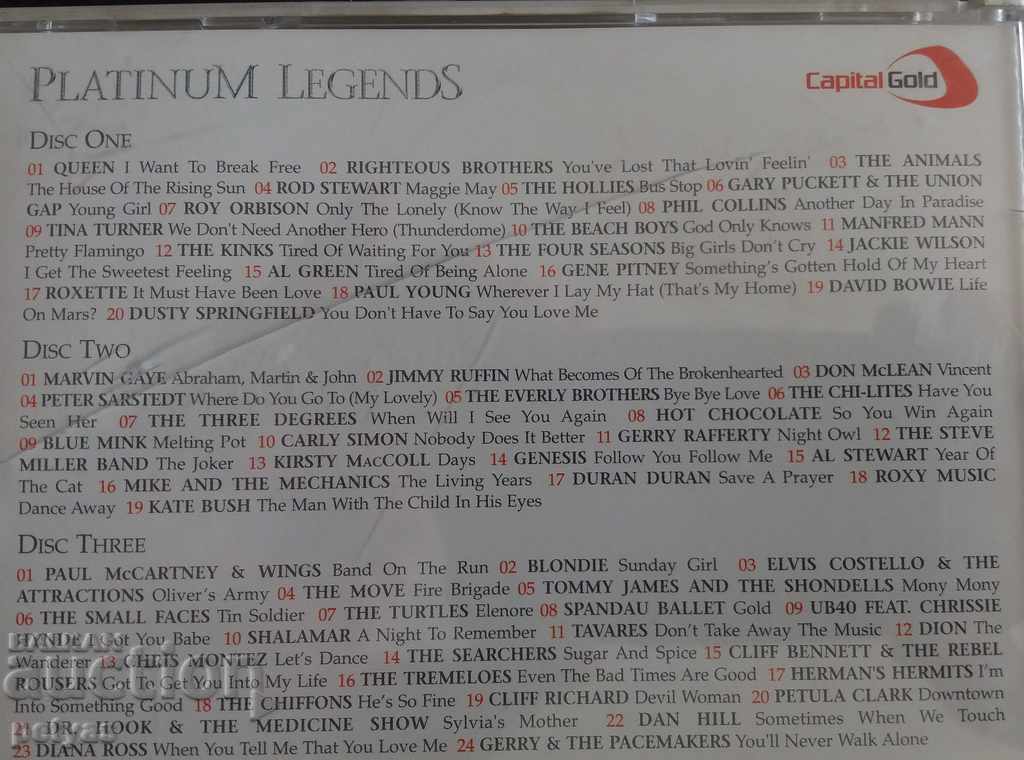 PLATINUM LEGENDS
Capital Gold
DISC ONE
01 QUEEN I Want To Break Free 02 RIGHTEOUS BROTHERS You've Lost That Lovin' Feelin' 03 THE ANIMALS
The House Of The Rising Sun 04 ROD STEWART Maggie May 05 THE HOLLIES Bus Stop 06 GARY PUCKETT & THE UNION
GAP Young Girl 07 ROY ORBISON Only The Lonely (Know The Way I Feel) 08 PHIL COLLINS Another Day In Paradise
09 TINA TURNER We Don't Need Another Hero (Thunderdome) 10 THE BEACH BOYS God Only Knows 11 MANFRED MANN
Pretty Flamingo 12 THE KINKS Tired Of Waiting For You 13 THE FOUR SEASONS Big Girls Don't Cry 14 JACKIE WILSON
I Get The Sweetest Feeling 15 AL GREEN Tired Of Being Alone 16 GENE PITNEY Something's Gotten Hold Of My Heart
17 ROXETTE It Must Have Been Love 18 PAUL YOUNG Wherever I Lay My Hat (That's My Home) 19 DAVID BOWIE Life
On Mars? 20 DUSTY SPRINGFIELD You Don't Have To Say You Love Me
DISC TWO
01 MARVIN GAYE Abraham, Martin & John 02 JIMMY RUFFIN What Becomes Of The Brokenhearted 03 DON McLEAN Vincent
04 PETER SARSTEDT Where Do You Go To (My Lovely) 05 THE EVERLY BROTHERS Bye Bye Love 06 THE CHI-LITES Have You
Seen Her 07 THE THREE DEGREES When Will I See You Again 08 HOT CHOCOLATE So You Win Again
09 BLUE MINK Melting Pot 10 CARLY SIMON Nobody Does It Better 11 GERRY RAFFERTY Night Owl 12 THE STEVE
MILLER BAND The Joker 13 KIRSTY MacCOLL Days 14 GENESIS Follow You Follow Me 15 AL STEWART Year Of
The Cat 16 MIKE AND THE MECHANICS The Living Years 17 DURAN DURAN Save A Prayer 18 ROXY MUSIC
Dance Away 19 KATE BUSH The Man With The Child In His Eyes
DISC THREE
01 PAUL McCARTNEY & WINGS Band On The Run 02 BLONDIE Sunday Girl 03 ELVIS COSTELLO & THE
ATTRACTIONS Oliver's Army 04 THE MOVE Fire Brigade 05 TOMMY JAMES AND THE SHONDELLS Mony Mony
06 THE SMALL FACES Tin Soldier 07 THE TURTLES Elenore 08 SPANDAU BALLET Gold 09 UB40 FEAT. CHRISSIE
HYNDE I Got You Babe 10 SHALAMAR A Night To Remember 11 TAVARES Don't Take Away The Music 12 DION The
Wanderer 13 CHRIS MONTEZ Let's Dance 14 THE SEARCHERS Sugar And Spice 15 CLIFF BENNETT & THE REBEL
ROUSERS Got To Get You Into My Life 16 THE TREMELOES Even The Bad Times Are Good 17 HERMAN'S HERMITS I'm
Into Something Good 18 THE CHIFFONS He's So Fine 19 CLIFF RICHARD Devil Woman 20 PETULA CLARK Downtown
21 DR. HOOK & THE MEDICINE SHOW Sylvia's Mother 22 DAN HILL Sometimes When We Touch
23 DIANA ROSS When You Tell Me That You Love Me 24 GERRY & THE PACEMAKERS You'll Never Walk Alone
auction